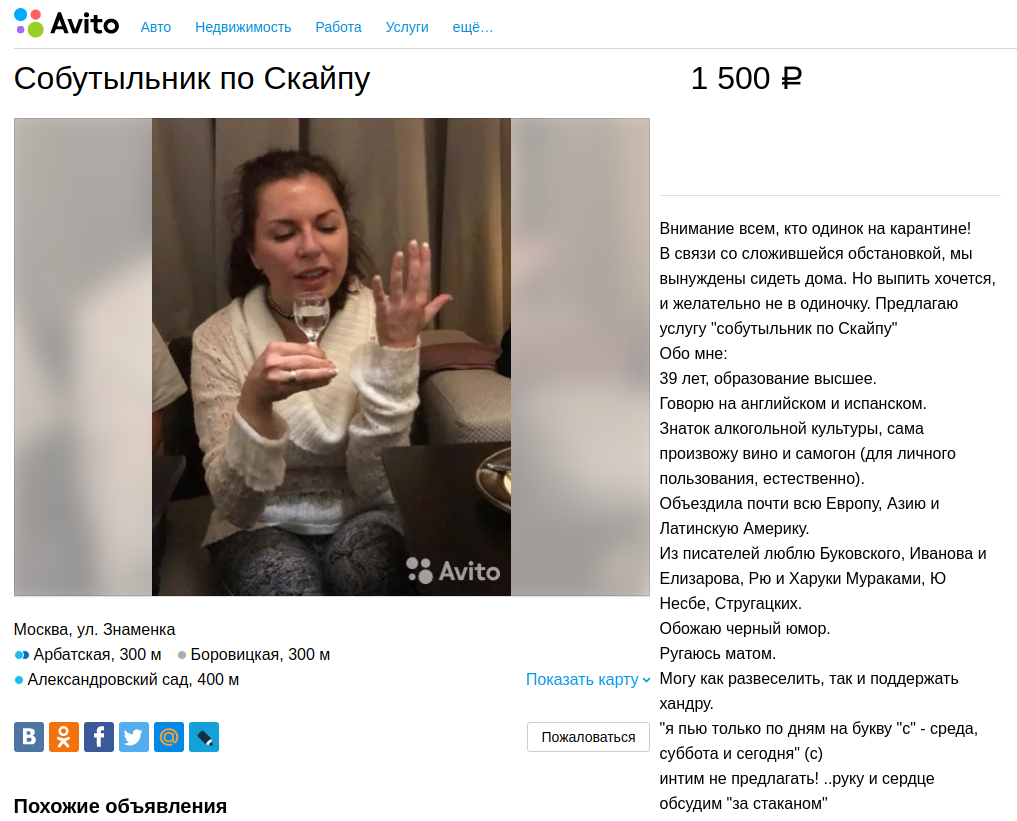 Avito Авто Недвижимость Работа Услуги ещё…
Собутыльник по Скайпу
1 500 ₽
Avito
Москва, ул. Знаменка
Арбатская, 300 м Боровицкая, 300 м
Александровский сад, 400 м
Показать карту
Пожаловаться
Похожие объявления
Внимание всем, кто одинок на карантине!
В связи со сложившейся обстановкой, мы
вынуждены сидеть дома. Но выпить хочется,
и желательно не в одиночку. Предлагаю
услугу "собутыльник по Скайпу"
Обо мне:
39 лет, образование высшее.
Говорю на английском и испанском.
Знаток алкогольной культуры, сама
произвожу вино и самогон (для личного
пользования, естественно).
Объездила почти всю Европу, Азию и
Латинскую Америку.
Из писателей люблю Буковского, Иванова и
Елизарова, Рю и Харуки Мураками, Ю
Несбе, Стругацких.
Обожаю черный юмор.
Ругаюсь матом.
Могу как развеселить, так и поддержать
хандру.
"я пью только по дням на букву "с" - среда,
суббота и сегодня" (с)
интим не предлагать! ..руку и сердце
обсудим "за стаканом"